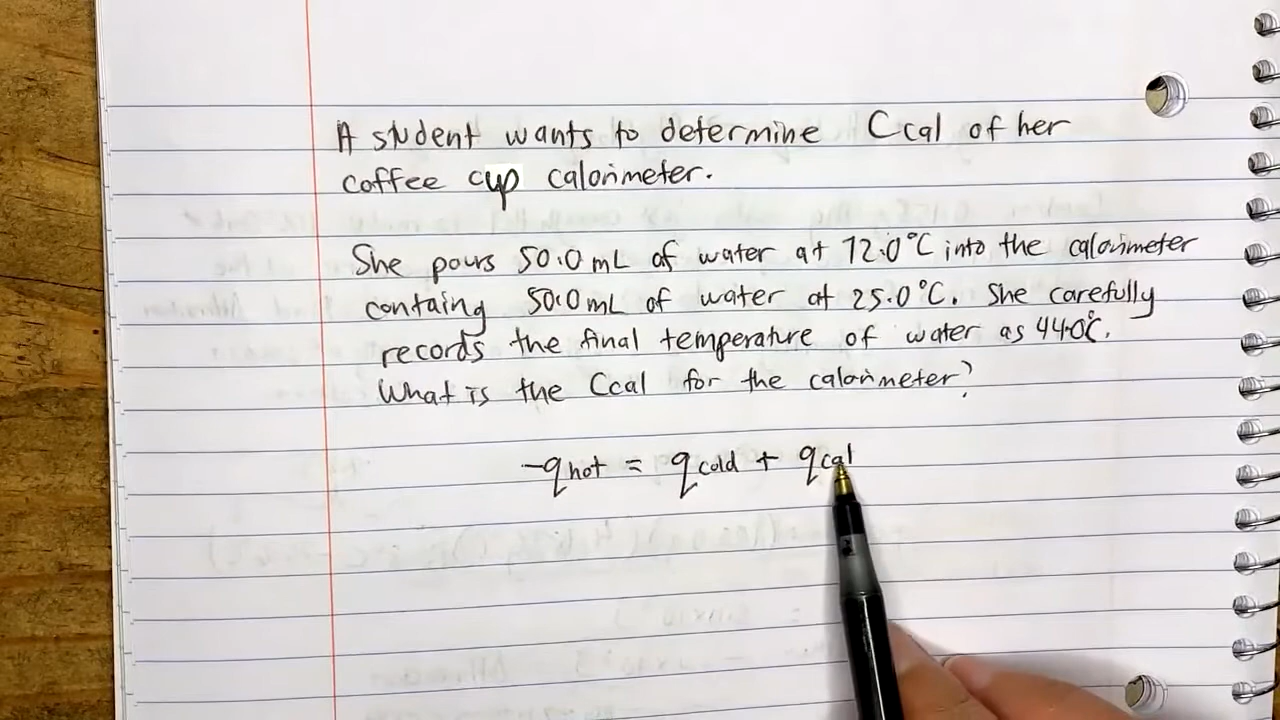 A student wants to determine Ccal of her
coffee cup calorimeter.
She pours 50.0 mL of water at 72.0°C into the calorimeter
containg 50.0 mL of water at 25.0°C. She carefully
records the final temperature of water as 44.0°C.
What is the Ccal for the calorimeter?
-qhot = qcold + qcal